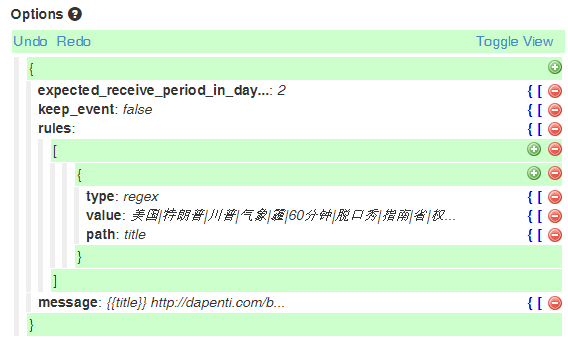 Options ?
Undo Redo Toggle View
{
expected_receive_period_in_day...: 2 { [
keep_event: false { [
rules: { [
[
{
type: regex { [
value: 美国|特朗普|川普|气象|霾|60分钟|脱口秀|指南|省|权... { [
path: title { [
}
]
message: {{title}} http://dapenti.com/b... { [
}